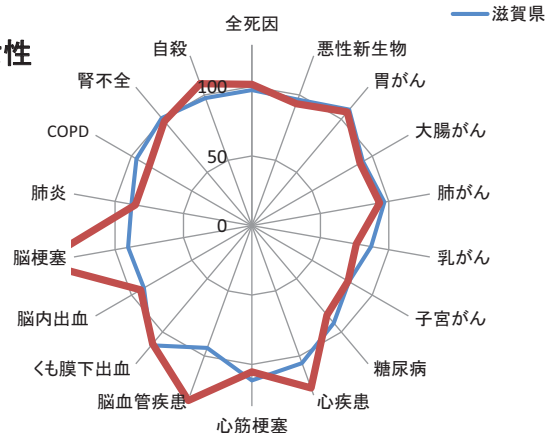 滋賀県
性
全死因
自殺
悪性新生物
腎不全
胃がん
100
COPD
大腸がん
50
肺炎
肺がん
0
脳梗塞
乳がん
脳内出血
子宮がん
くも膜下出血
糖尿病
脳血管疾患
心疾患
心筋梗塞